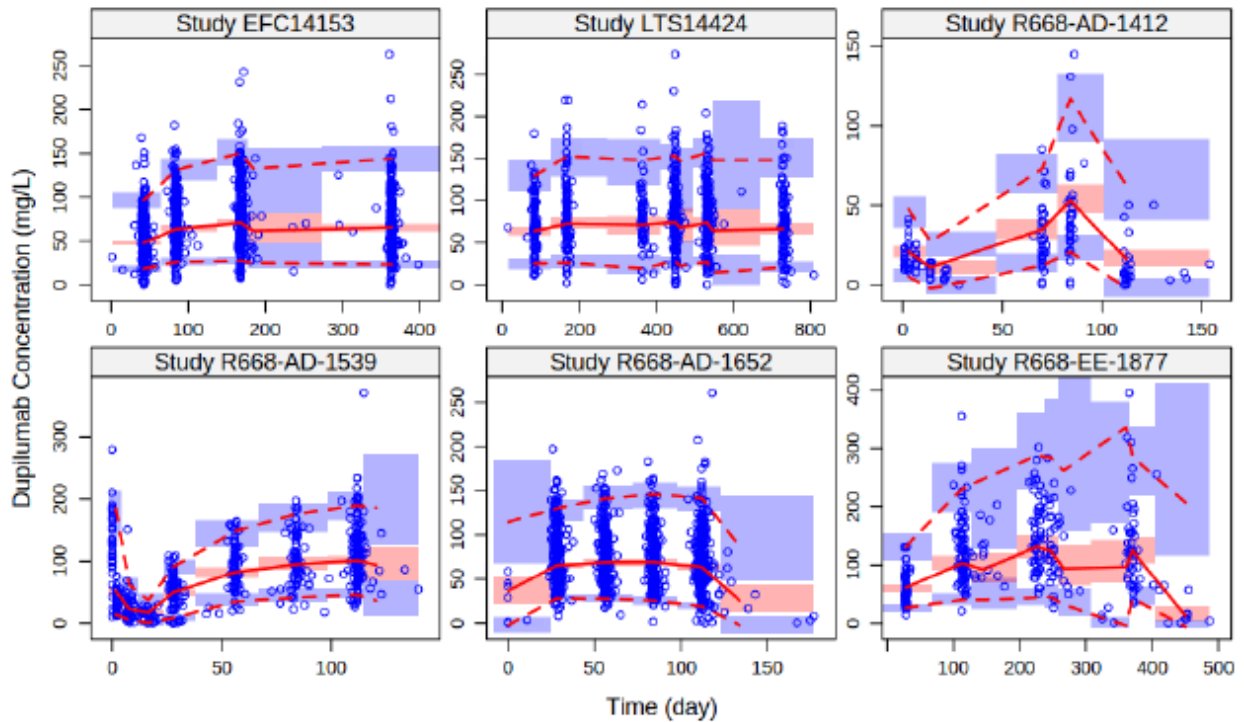 Study EFC14153
Study LTS14424
Study R668-AD-1412
0 50 100 150 200 250
0 50 100 150 200 250
0 50 100 150
0 100 200 300 400
0 200 400 600 800
0 50 100 150
Study R668-AD-1539
Study R668-AD-1652
Study R668-EE-1877
0 100 200 300
0 50 100 150 200 250
0 100 200 300 400
0 50 100
0 50 100 150
100 200 300 400 500
Dupilumab Concentration (mg/L)
Time (day)